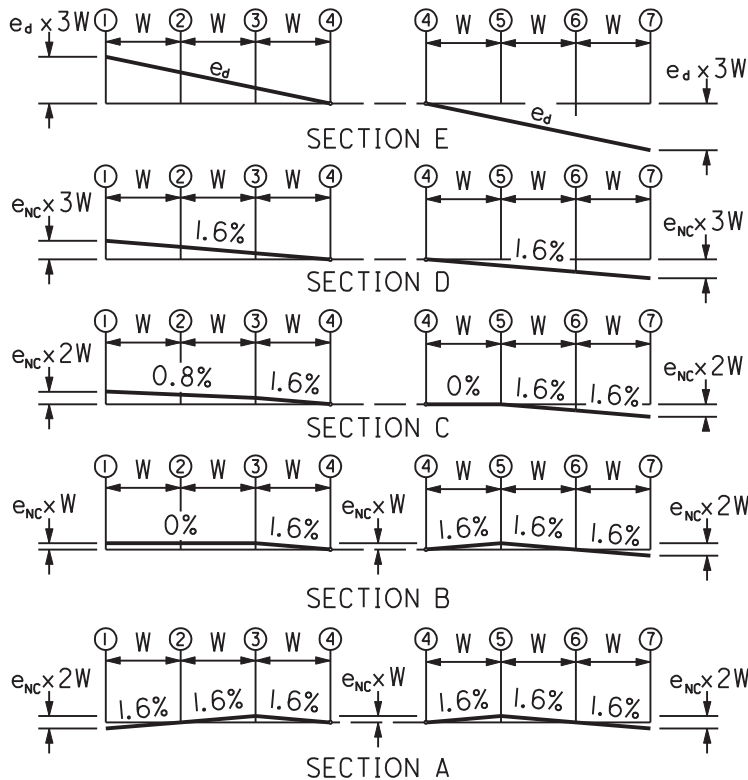 ① W ② W ③ W ④ ④ W ⑤ W ⑥ W ⑦
e_d × 3W
e_d
e_d
e_d × 3W
SECTION E
① W ② W ③ W ④ ④ W ⑤ W ⑥ W ⑦
e_NC × 3W
1.6%
1.6%
e_NC × 3W
SECTION D
① W ② W ③ W ④ ④ W ⑤ W ⑥ W ⑦
e_NC × 2W
0.8% 1.6%
0% 1.6% 1.6%
e_NC × 2W
SECTION C
① W ② W ③ W ④ ④ W ⑤ W ⑥ W ⑦
e_NC × W
0% 1.6%
e_NC × W
1.6% 1.6% 1.6%
e_NC × 2W
SECTION B
① W ② W ③ W ④ ④ W ⑤ W ⑥ W ⑦
e_NC × 2W
1.6% 1.6% 1.6%
e_NC × W
1.6% 1.6% 1.6%
e_NC × 2W
SECTION A